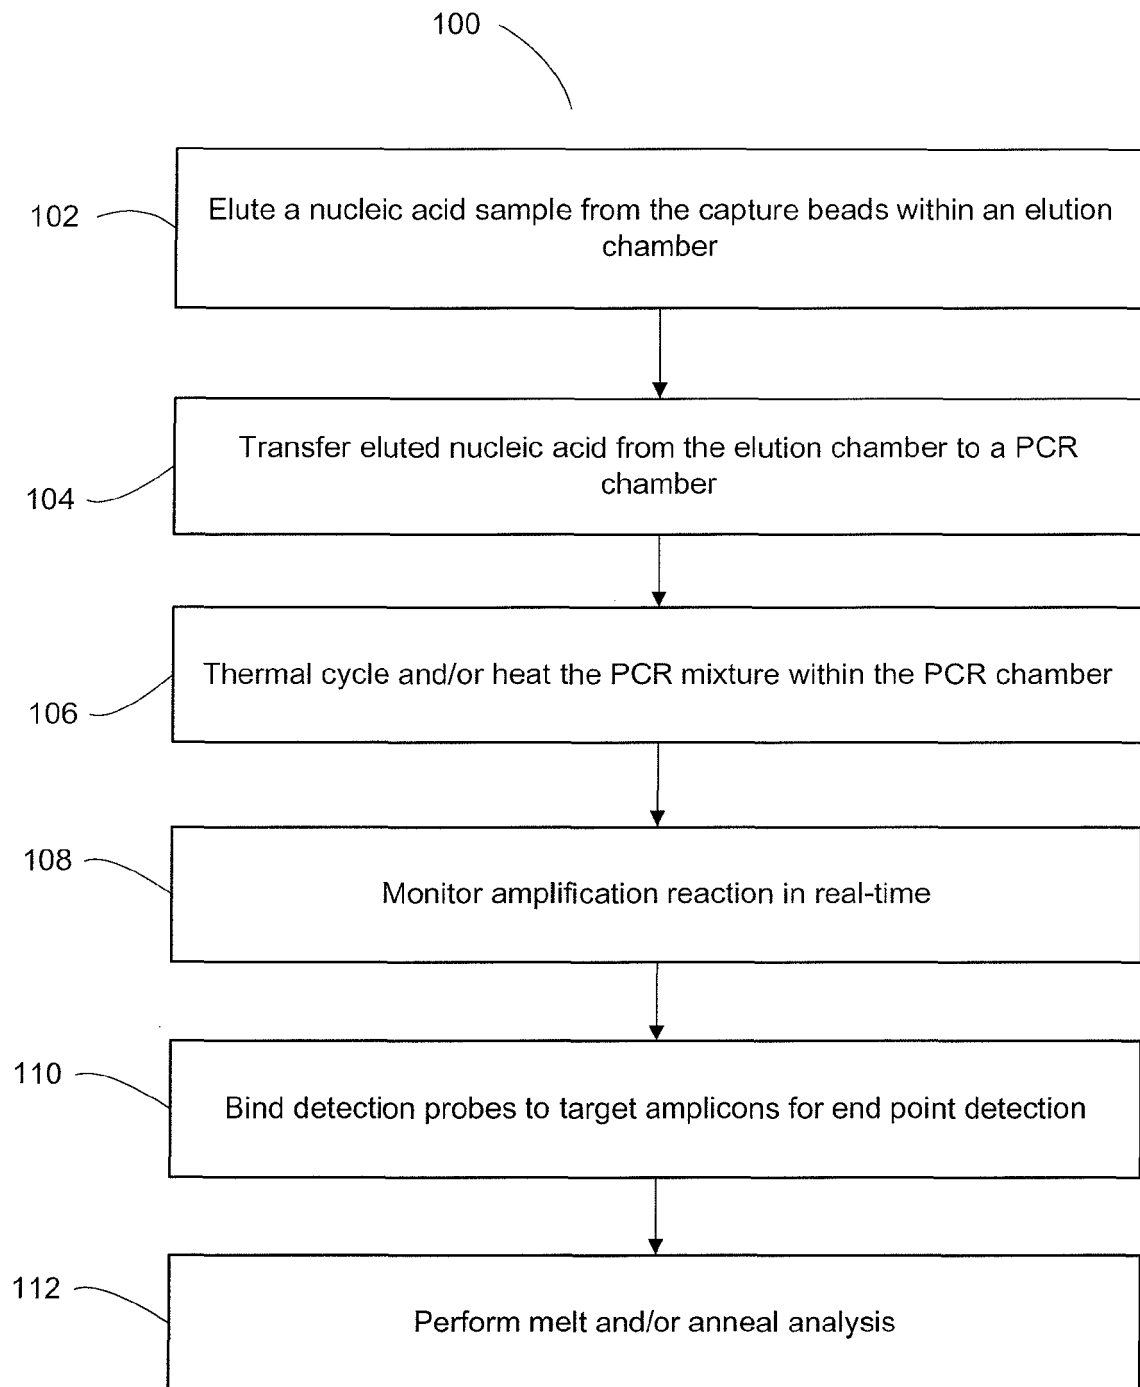 100
102
Elute a nucleic acid sample from the capture beads within an elution
chamber
104
Transfer eluted nucleic acid from the elution chamber to a PCR
chamber
106
Thermal cycle and/or heat the PCR mixture within the PCR chamber
108
Monitor amplification reaction in real-time
110
Bind detection probes to target amplicons for end point detection
112
Perform melt and/or anneal analysis